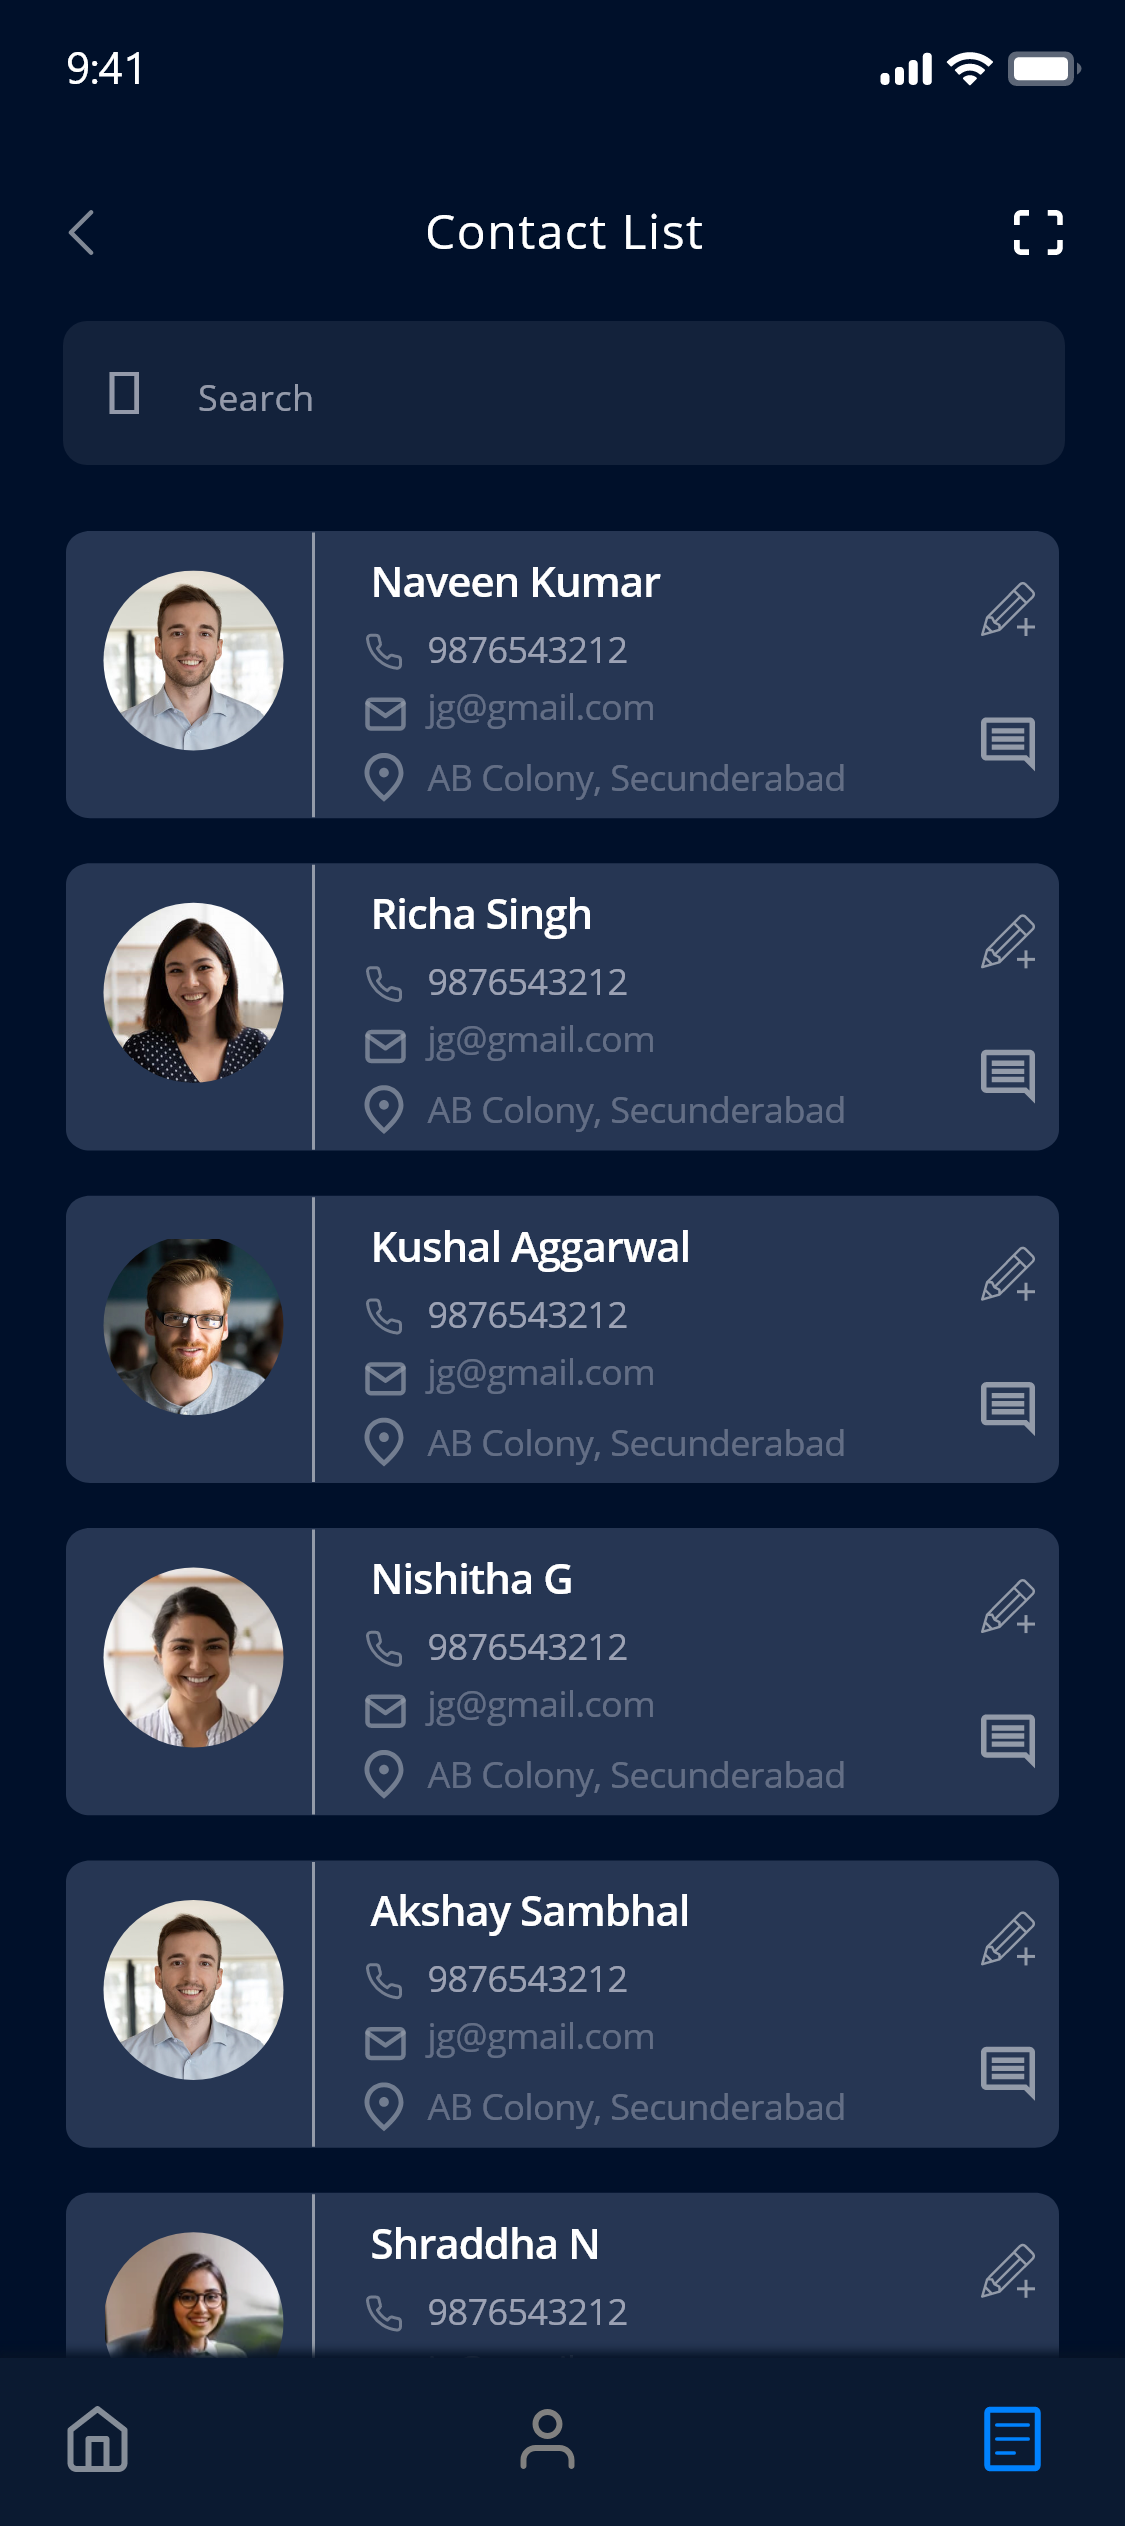 9:41
Contact List
Search
Naveen Kumar
9876543212
jg@gmail.com
AB Colony, Secunderabad
Richa Singh
9876543212
jg@gmail.com
AB Colony, Secunderabad
Kushal Aggarwal
9876543212
jg@gmail.com
AB Colony, Secunderabad
Nishitha G
9876543212
jg@gmail.com
AB Colony, Secunderabad
Akshay Sambhal
9876543212
jg@gmail.com
AB Colony, Secunderabad
Shraddha N
9876543212